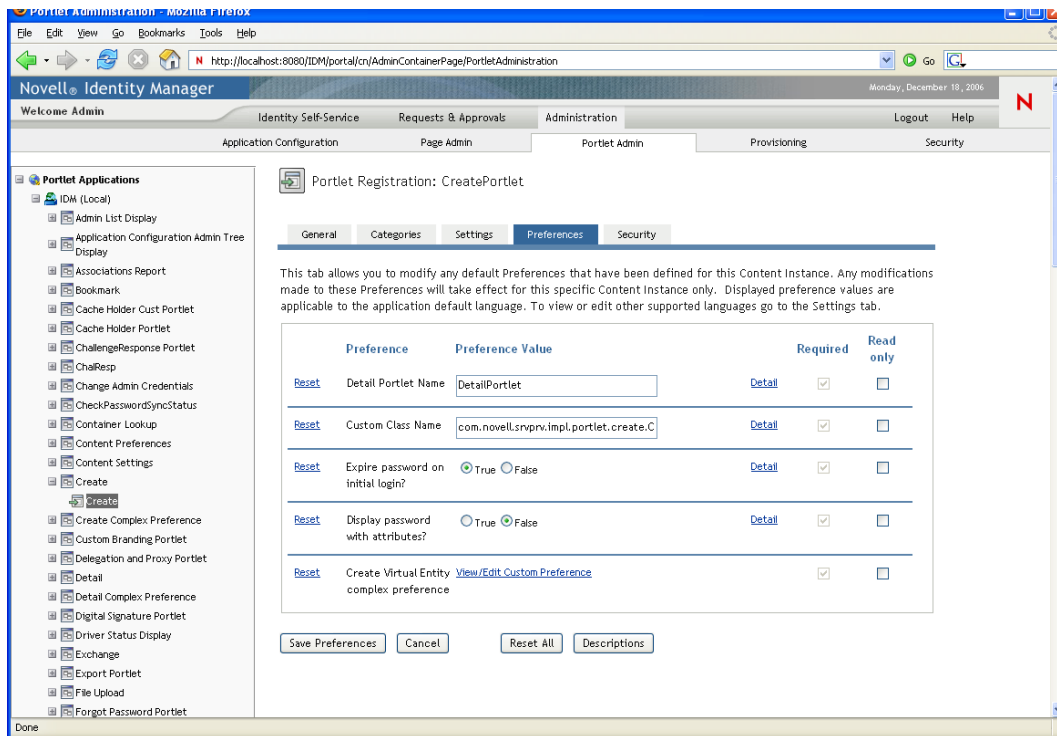 Portlet Administration - Mozilla Firefox
File Edit View Go Bookmarks Tools Help
N http://localhost:8080/IDM/portal/cn/AdminContainerPage/PortletAdministration Go G
Novell® Identity Manager Monday, December 18, 2006
N
Welcome Admin
Identity Self-Service Requests & Approvals Administration Logout Help
Application Configuration Page Admin Portlet Admin Provisioning Security
Portlet Applications
IDM (Local)
Admin List Display
Application Configuration Admin Tree
Display
Associations Report
Bookmark
Cache Holder Cust Portlet
Cache Holder Portlet
ChallengeResponse Portlet
ChalResp
Change Admin Credentials
CheckPasswordSyncStatus
Container Lookup
Content Preferences
Content Settings
Create
Create
Create Complex Preference
Custom Branding Portlet
Delegation and Proxy Portlet
Detail
Detail Complex Preference
Digital Signature Portlet
Driver Status Display
Exchange
Export Portlet
File Upload
Forgot Password Portlet
Portlet Registration: CreatePortlet
General Categories Settings Preferences Security
This tab allows you to modify any default Preferences that have been defined for this Content Instance. Any modifications
made to these Preferences will take effect for this specific Content Instance only. Displayed preference values are
applicable to the application default language. To view or edit other supported languages go to the Settings tab.
Preference Preference Value Required Read
only
Reset Detail Portlet Name DetailPortlet Detail
Reset Custom Class Name com.novell.srvprv.impl.portlet.create.C Detail
Reset Expire password on True False Detail
initial login?
Reset Display password True False Detail
with attributes?
Reset Create Virtual Entity View/Edit Custom Preference
complex preference
Save Preferences Cancel Reset All Descriptions
Done